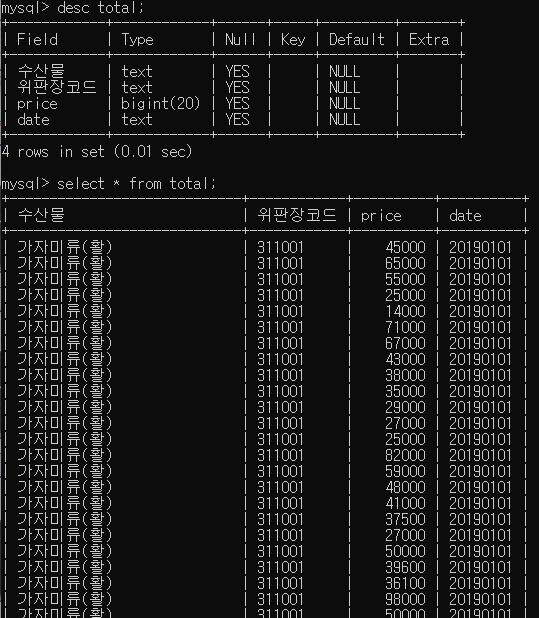 mysql> desc total;
+------------+------------+------+-----+---------+-------+
| Field | Type | Null | Key | Default | Extra |
+------------+------------+------+-----+---------+-------+
| 수산물 | text | YES | | NULL | |
| 위판장코드 | text | YES | | NULL | |
| price | bigint(20) | YES | | NULL | |
| date | text | YES | | NULL | |
+------------+------------+------+-----+---------+-------+
4 rows in set (0.01 sec)
mysql> select * from total;
+-----------------------------+------------+----------+----------+
| 수산물 | 위판장코드 | price | date |
+-----------------------------+------------+----------+----------+
| 가자미류(활) | 311001 | 45000 | 20190101 |
| 가자미류(활) | 311001 | 65000 | 20190101 |
| 가자미류(활) | 311001 | 55000 | 20190101 |
| 가자미류(활) | 311001 | 25000 | 20190101 |
| 가자미류(활) | 311001 | 14000 | 20190101 |
| 가자미류(활) | 311001 | 71000 | 20190101 |
| 가자미류(활) | 311001 | 67000 | 20190101 |
| 가자미류(활) | 311001 | 43000 | 20190101 |
| 가자미류(활) | 311001 | 38000 | 20190101 |
| 가자미류(활) | 311001 | 35000 | 20190101 |
| 가자미류(활) | 311001 | 29000 | 20190101 |
| 가자미류(활) | 311001 | 27000 | 20190101 |
| 가자미류(활) | 311001 | 25000 | 20190101 |
| 가자미류(활) | 311001 | 82000 | 20190101 |
| 가자미류(활) | 311001 | 59000 | 20190101 |
| 가자미류(활) | 311001 | 48000 | 20190101 |
| 가자미류(활) | 311001 | 41000 | 20190101 |
| 가자미류(활) | 311001 | 37500 | 20190101 |
| 가자미류(활) | 311001 | 27000 | 20190101 |
| 가자미류(활) | 311001 | 50000 | 20190101 |
| 가자미류(활) | 311001 | 39600 | 20190101 |
| 가자미류(활) | 311001 | 36100 | 20190101 |
| 가자미류(활) | 311001 | 98000 | 20190101 |
| 가자미류(활) | 311001 | 50000 | 20190101 |